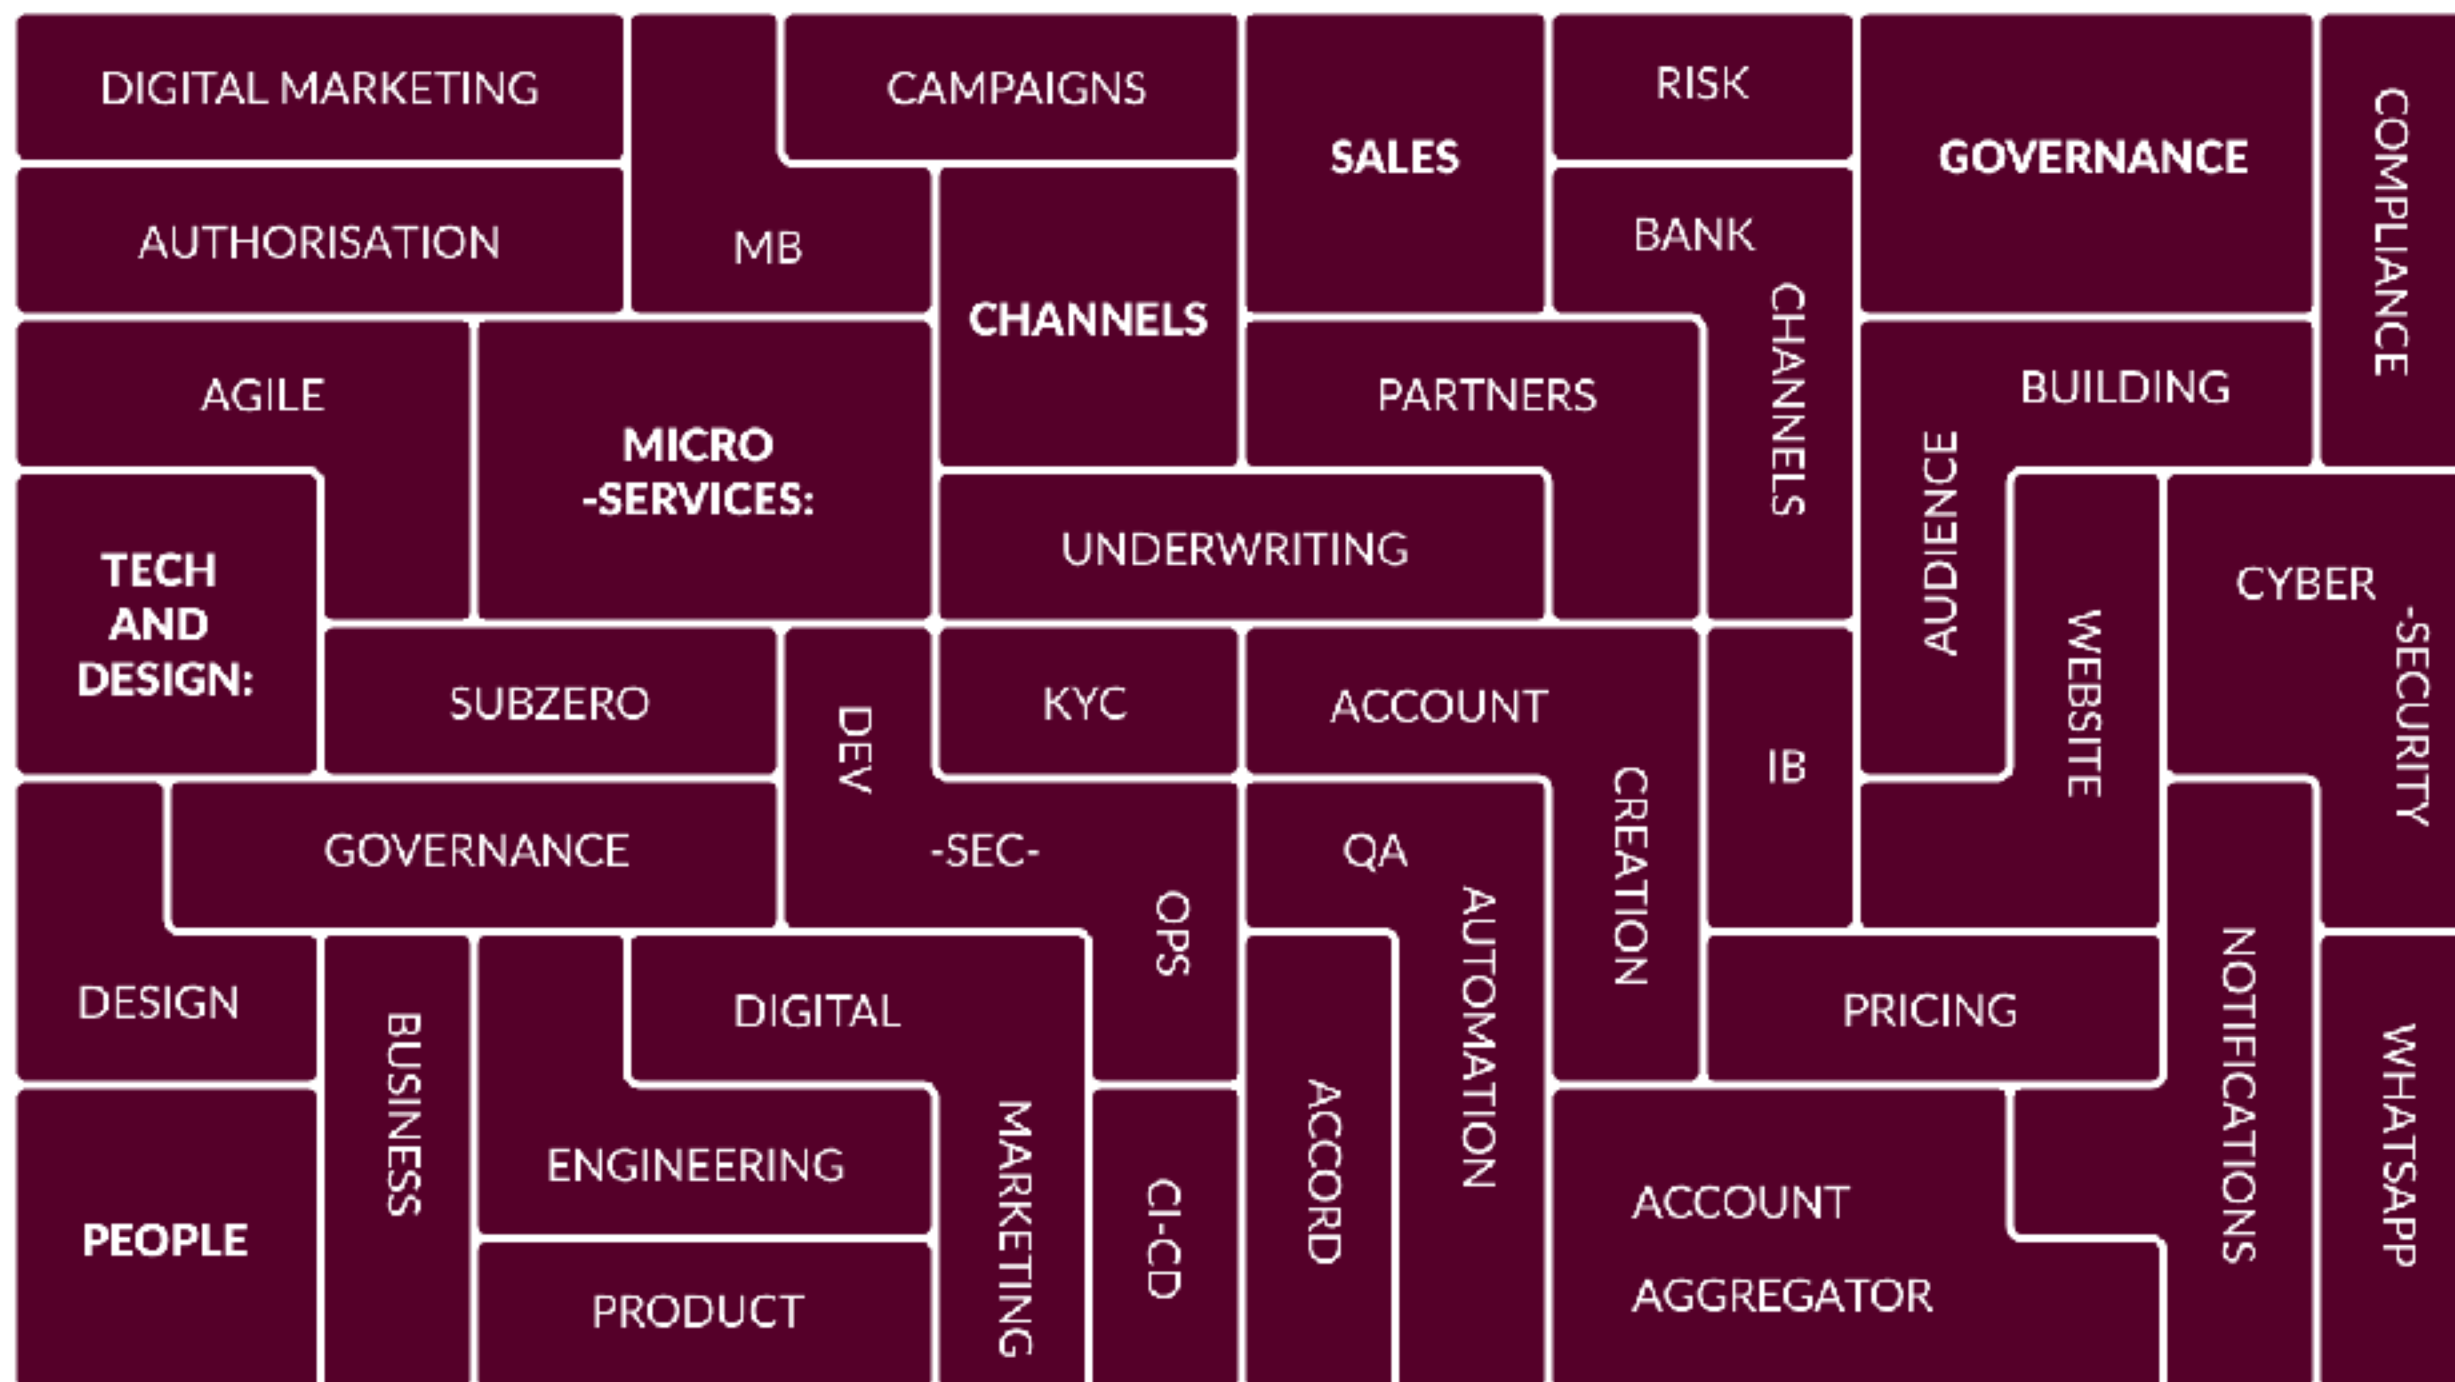 DIGITAL MARKETING
CAMPAIGNS
SALES
RISK
GOVERNANCE
COMPLIANCE
AUTHORISATION
MB
CHANNELS
BANK
CHANNELS
AGILE
MICRO
-SERVICES:
PARTNERS
AUDIENCE
BUILDING
TECH
AND
DESIGN:
UNDERWRITING
WEBSITE
CYBER
-SECURITY
SUBZERO
DEV
-SEC-
OPS
KYC
ACCOUNT
CREATION
IB
GOVERNANCE
QA
AUTOMATION
DESIGN
BUSINESS
DIGITAL
MARKETING
PRICING
NOTIFICATIONS
WHATSAPP
PEOPLE
ENGINEERING
CI-CD
ACCORD
ACCOUNT
AGGREGATOR
PRODUCT